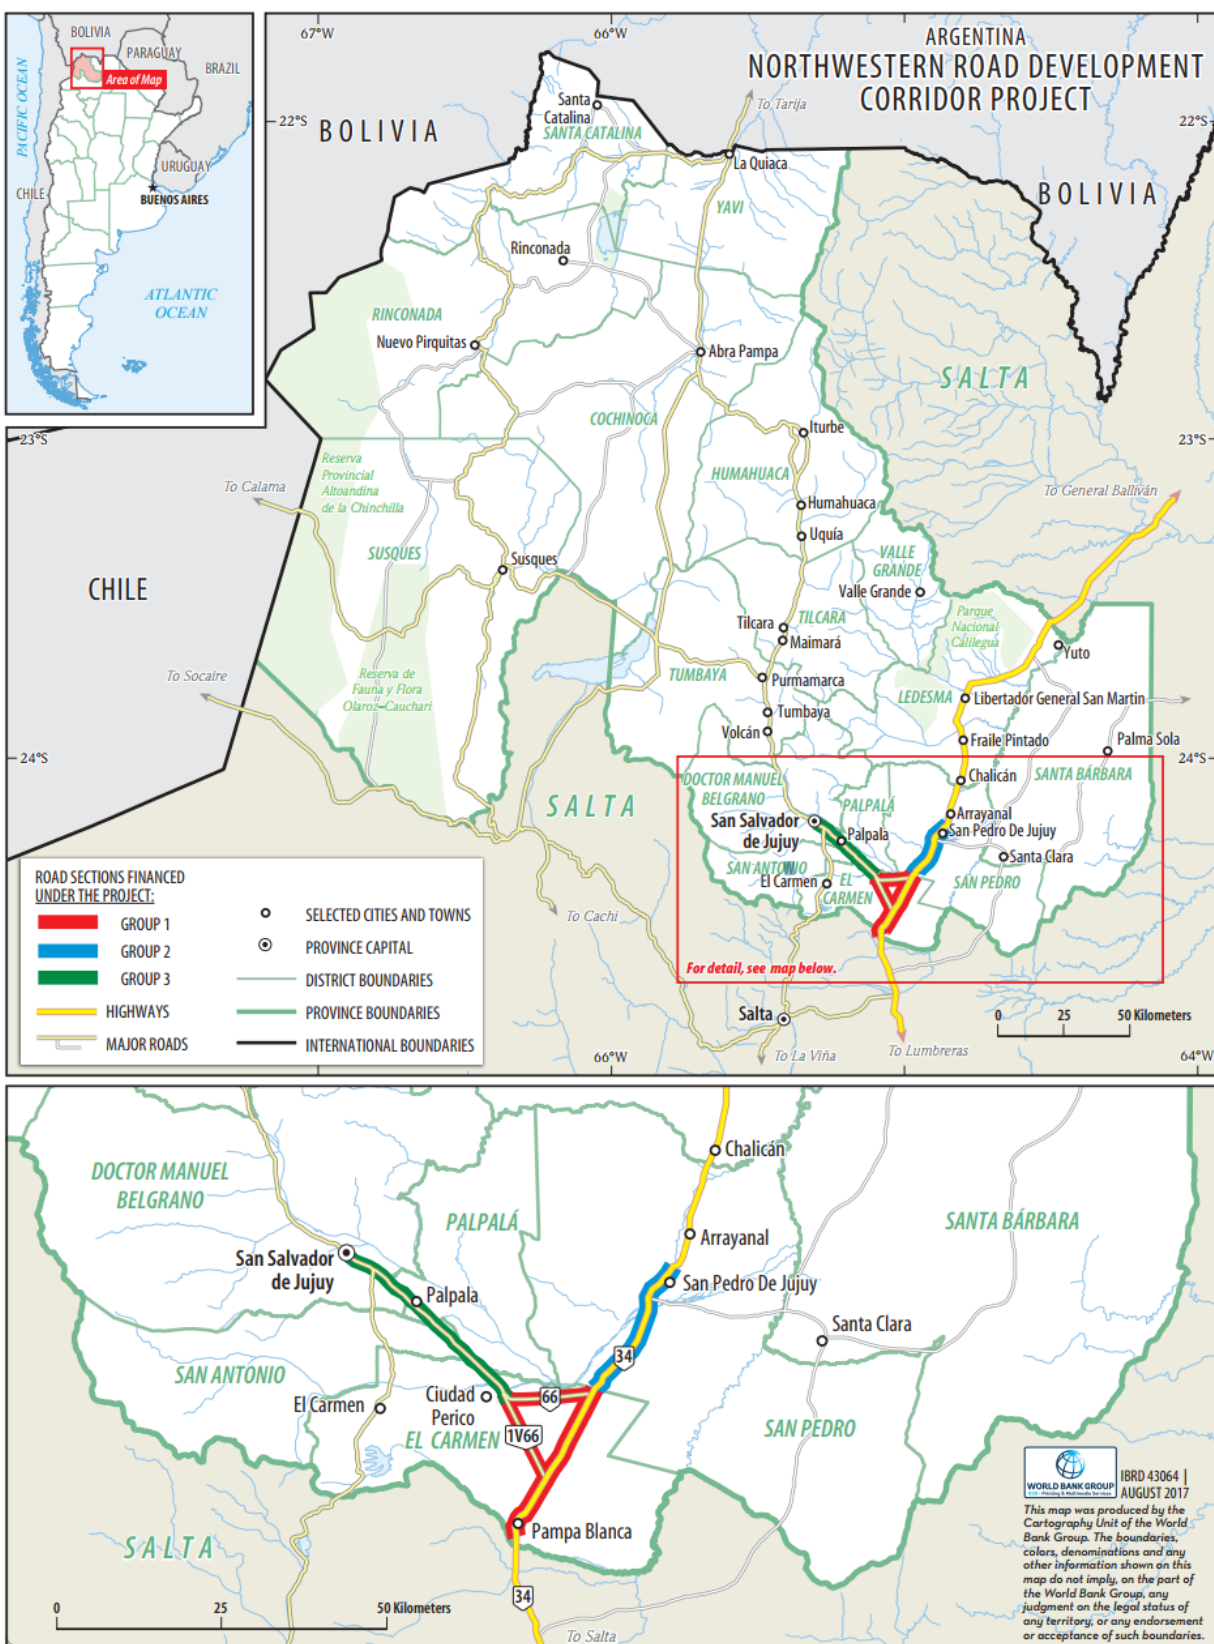 BOLIVIA
PARAGUAY
BRAZIL
Area of Map
PACIFIC OCEAN
CHILE
URUGUAY
BUENOS AIRES
ATLANTIC
OCEAN
67°W
66°W
ARGENTINA
NORTHWESTERN ROAD DEVELOPMENT
CORRIDOR PROJECT
22°S
22°S
BOLIVIA
BOLIVIA
To Tarija
Santa
Catalina
SANTA CATALINA
La Quiaca
YAVI
Rinconada
RINCONADA
Nuevo Pirquitas
Abra Pampa
SALTA
COCHINOCA
Iturbe
23°S
23°S
Reserva
Provincial
Altoandina
de la Chinchilla
HUMAHUACA
Humahuaca
To Calama
To General Ballivián
Uquía
SUSQUES
Susques
VALLE
GRANDE
Valle Grande
CHILE
Tilcara
TILCARA
Maimará
Parque
Nacional
Calilegua
Yuto
To Socaire
Reserva de
Fauna y Flora
Olaroz-Cauchari
TUMBAYA
Purmamarca
LEDESMA
Libertador General San Martin
Tumbaya
Volcán
Fraile Pintado
Palma Sola
24°S
24°S
DOCTOR MANUEL
BELGRANO
Chalicán
SANTA BÁRBARA
SALTA
PALPALÁ
San Salvador
de Jujuy
Palpala
Arrayanal
San Pedro De Jujuy
Santa Clara
SAN ANTONIO
El Carmen
EL
CARMEN
SAN PEDRO
To Cachi
For detail, see map below.
Salta
0 25 50 Kilometers
To La Viña
To Lumbreras
66°W
64°W
ROAD SECTIONS FINANCED
UNDER THE PROJECT:
GROUP 1
GROUP 2
GROUP 3
HIGHWAYS
MAJOR ROADS
SELECTED CITIES AND TOWNS
PROVINCE CAPITAL
DISTRICT BOUNDARIES
PROVINCE BOUNDARIES
INTERNATIONAL BOUNDARIES
Chalicán
DOCTOR MANUEL
BELGRANO
PALPALÁ
SANTA BÁRBARA
Arrayanal
San Salvador
de Jujuy
Palpala
San Pedro De Jujuy
Santa Clara
34
SAN ANTONIO
El Carmen
Ciudad
Perico
66
1V66
EL CARMEN
SAN PEDRO
Pampa Blanca
SALTA
34
0 25 50 Kilometers
To Salta
WORLD BANK GROUP
IBRD 43064 |
AUGUST 2017
This map was produced by the
Cartography Unit of the World
Bank Group. The boundaries,
colors, denominations and any
other information shown on this
map do not imply, on the part of
the World Bank Group, any
judgment on the legal status of
any territory, or any endorsement
or acceptance of such boundaries.